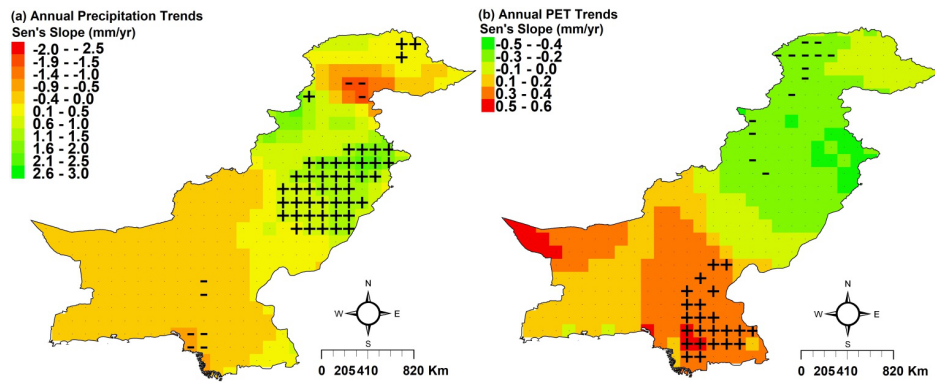 (a) Annual Precipitation Trends
Sen's Slope (mm/yr)
-2.0 - - 2.5
-1.9 - -1.5
-1.4 - -1.0
-0.9 - -0.5
-0.4 - 0.0
0.1 - 0.5
0.6 - 1.0
1.1 - 1.5
1.6 - 2.0
2.1 - 2.5
2.6 - 3.0
N
W E
S
0 205 410 820 Km
(b) Annual PET Trends
Sen's Slope (mm/yr)
-0.5 - -0.4
-0.3 - -0.2
-0.1 - 0.0
0.1 - 0.2
0.3 - 0.4
0.5 - 0.6
N
W E
S
0 205 410 820 Km